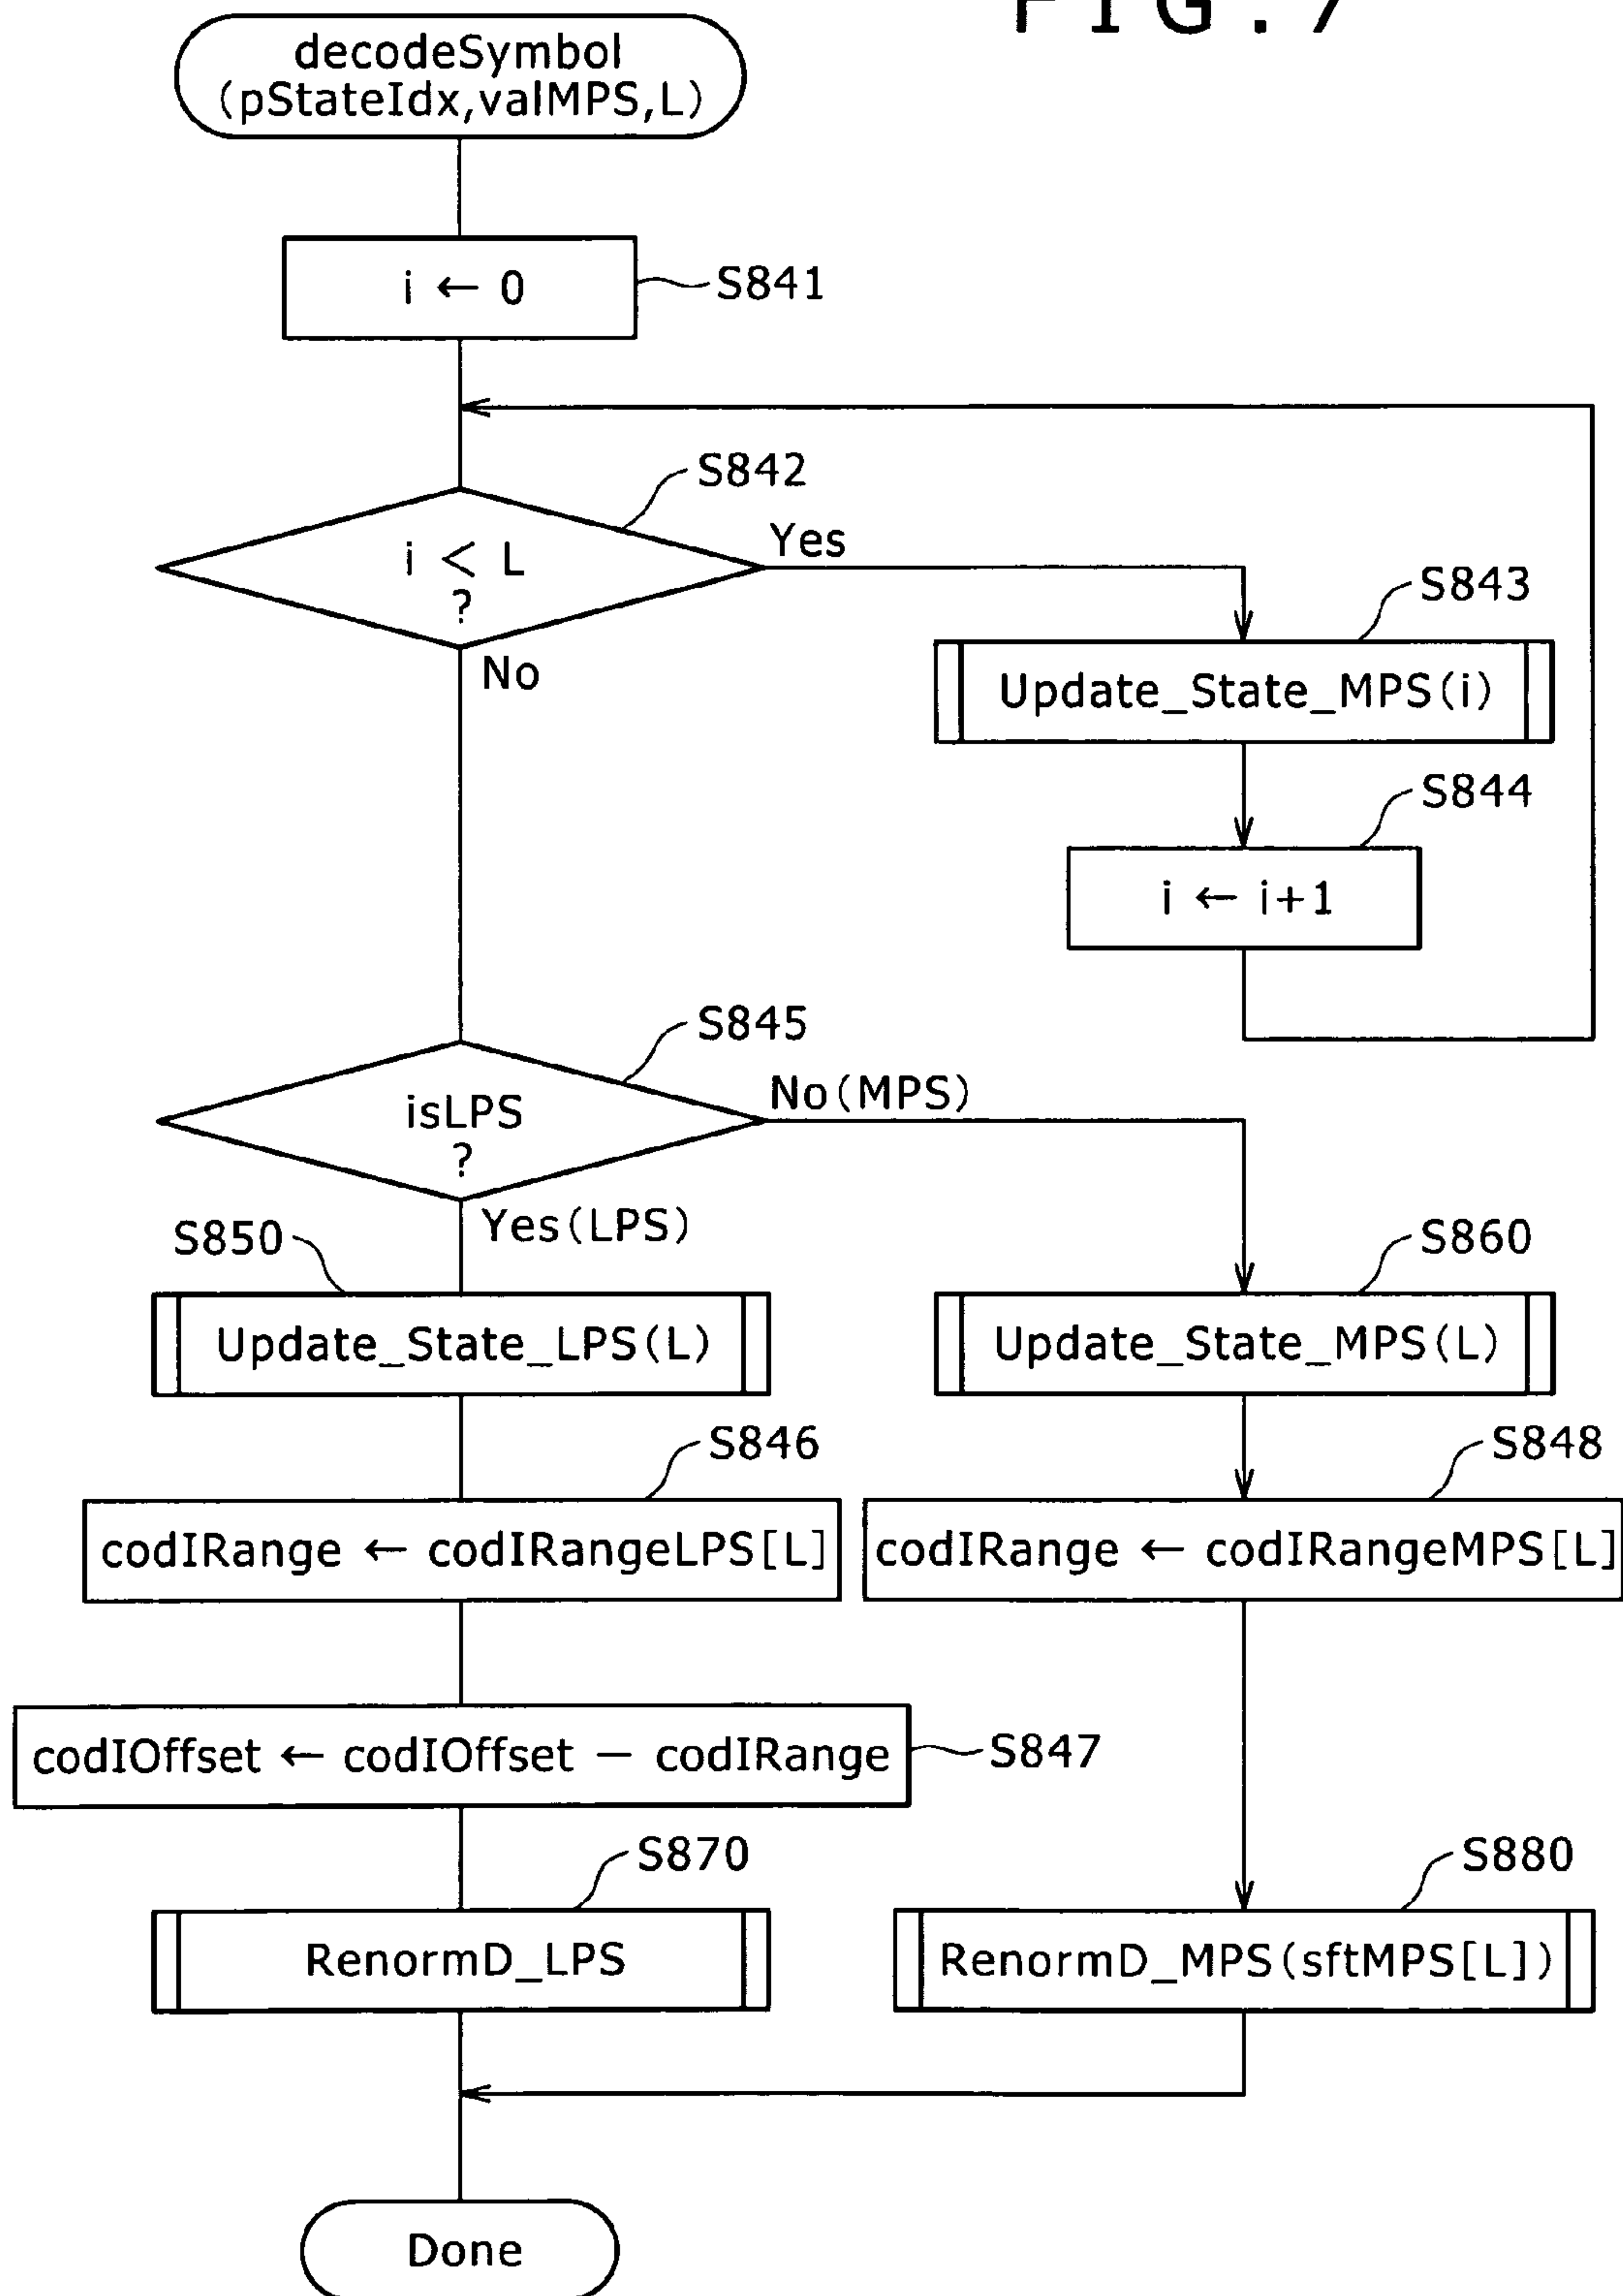 FIG.7
decodeSymbol
(pStateIdx,valMPS,L)
i ← 0
S841
S842
i < L
?
Yes
No
S843
Update_State_MPS(i)
S844
i ← i+1
S845
isLPS
?
No(MPS)
Yes(LPS)
S850
Update_State_LPS(L)
S860
Update_State_MPS(L)
S846
codIRange ← codIRangeLPS[L]
S848
codIRange ← codIRangeMPS[L]
codIOffset ← codIOffset − codIRange
S847
S870
RenormD_LPS
S880
RenormD_MPS(sftMPS[L])
Done